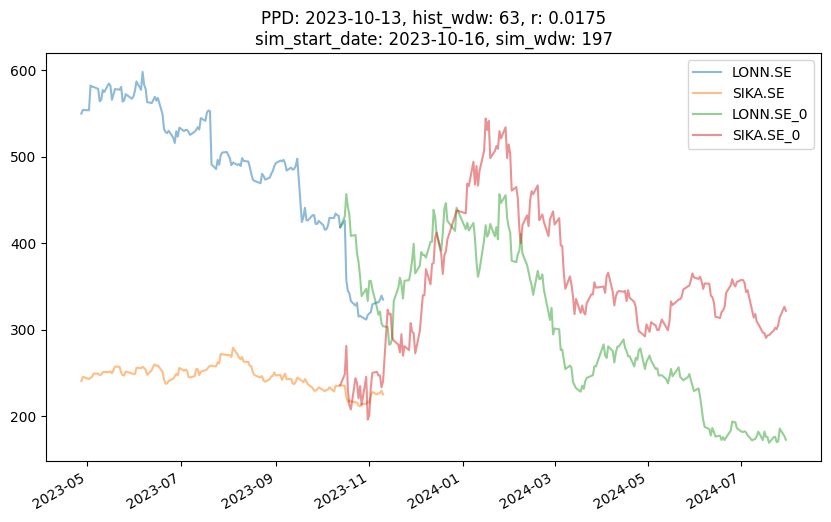 PPD: 2023-10-13, hist_wdw: 63, r: 0.0175
sim_start_date: 2023-10-16, sim_wdw: 197
LONN.SE
SIKA.SE
LONN.SE_0
SIKA.SE_0
600
500
400
300
200
2023-05
2023-07
2023-09
2023-11
2024-01
2024-03
2024-05
2024-07